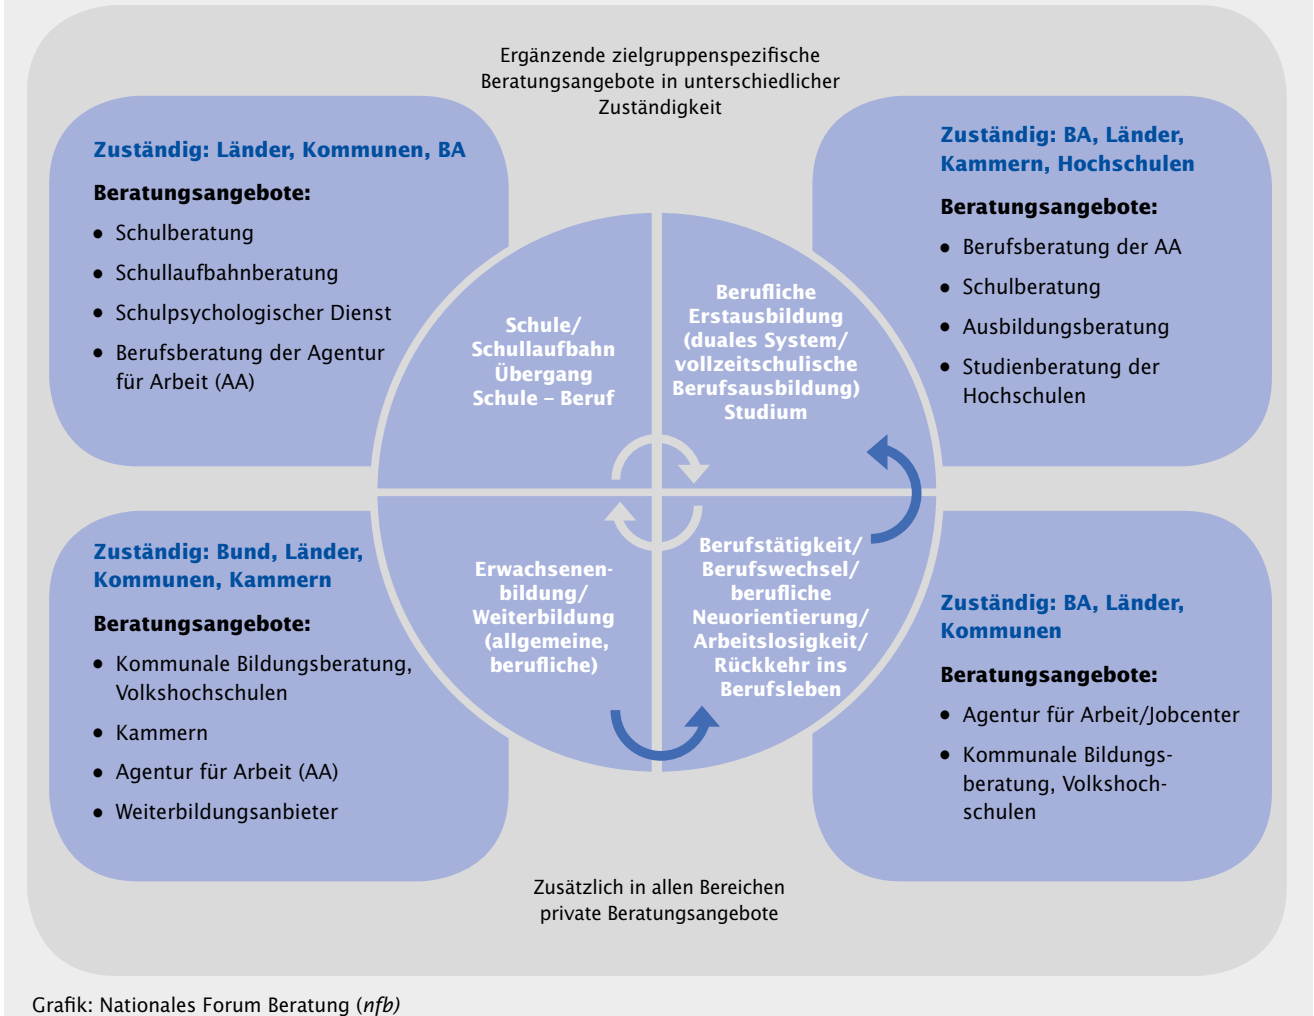 Ergänzende zielgruppenspezifische
Beratungsangebote in unterschiedlicher
Zuständigkeit
Zuständig: Länder, Kommunen, BA
Beratungsangebote:
• Schulberatung
• Schullaufbahnberatung
• Schulpsychologischer Dienst
• Berufsberatung der Agentur
für Arbeit (AA)
Zuständig: BA, Länder,
Kammern, Hochschulen
Beratungsangebote:
• Berufsberatung der AA
• Schulberatung
• Ausbildungsberatung
• Studienberatung der
Hochschulen
Schule/
Schullaufbahn
Übergang
Schule – Beruf
Berufliche
Erstausbildung
(duales System/
vollzeitschulische
Berufsausbildung)
Studium
Zuständig: Bund, Länder,
Kommunen, Kammern
Beratungsangebote:
• Kommunale Bildungsberatung,
Volkshochschulen
• Kammern
• Agentur für Arbeit (AA)
• Weiterbildungsanbieter
Erwachsenen-
bildung/
Weiterbildung
(allgemeine,
berufliche)
Berufstätigkeit/
Berufswechsel/
berufliche
Neuorientierung/
Arbeitslosigkeit/
Rückkehr ins
Berufsleben
Zuständig: BA, Länder,
Kommunen
Beratungsangebote:
• Agentur für Arbeit/Jobcenter
• Kommunale Bildungs-
beratung, Volkshoch-
schulen
Zusätzlich in allen Bereichen
private Beratungsangebote
Grafik: Nationales Forum Beratung (nfb)